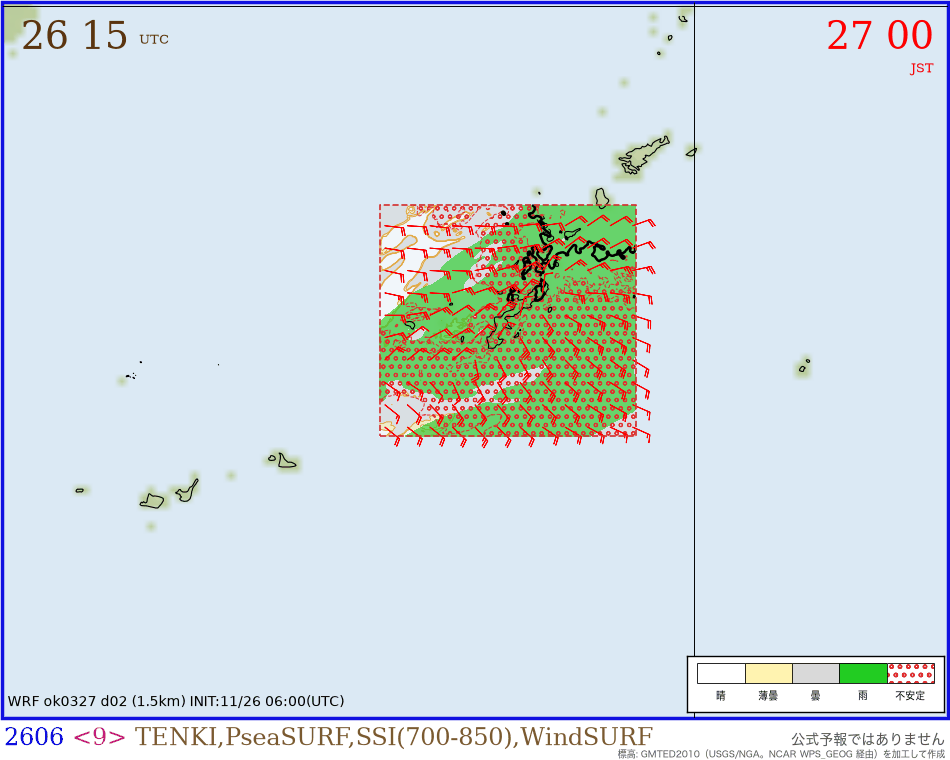 26 15 UTC
27 00
JST
晴 薄曇 曇 雨 不安定
WRF ok0327 d02 (1.5km) INIT:11/26 06:00(UTC)
2606 <9> TENKI,PseaSURF,SSI(700-850),WindSURF
公式予報ではありません
標高: GMTED2010（USGS/NGA。NCAR WPS_GEOG 経由）を加工して作成